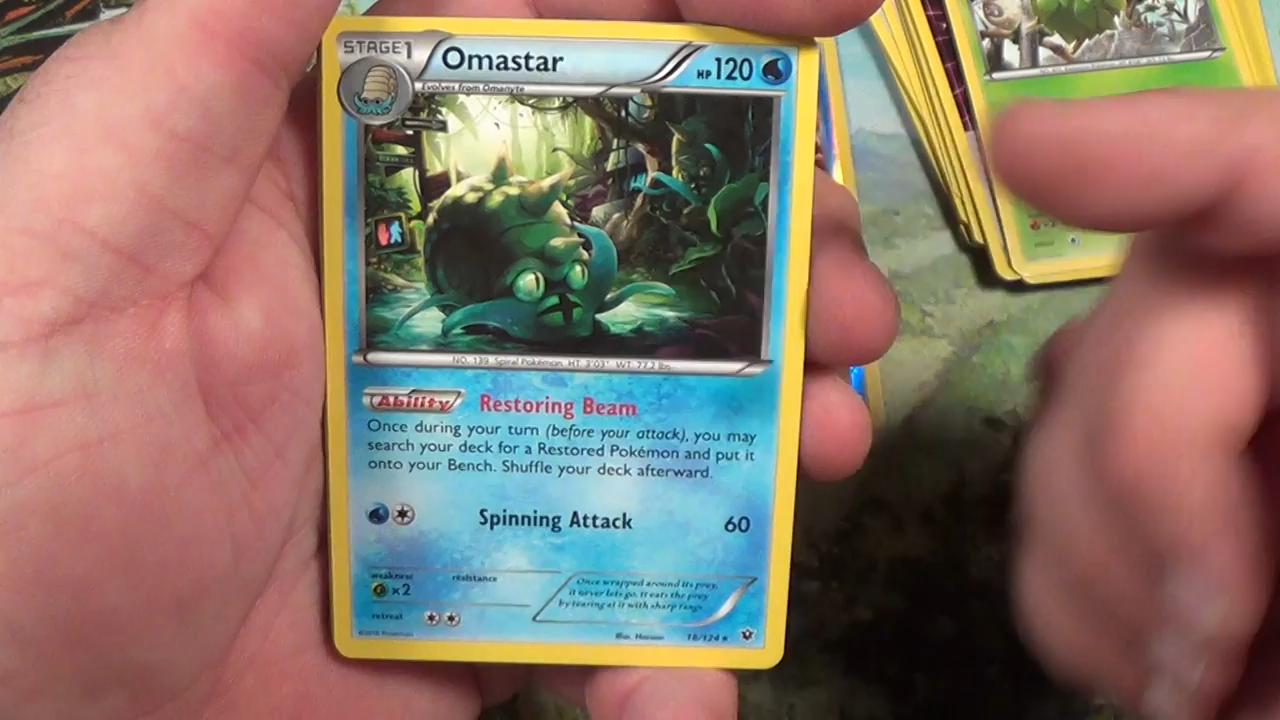 STAGE1 Omastar HP120
Evolves from Omanyte
NO. 139 Spiral Pokémon HT: 3'03" WT: 77.2 lbs.
Ability Restoring Beam
Once during your turn (before your attack), you may
search your deck for a Restored Pokémon and put it
onto your Bench. Shuffle your deck afterward.
Spinning Attack 60
weakness resistance
x2
Once wrapped around its prey,
it never lets go. It eats the prey
by tearing at it with sharp fangs.
retreat
18/124